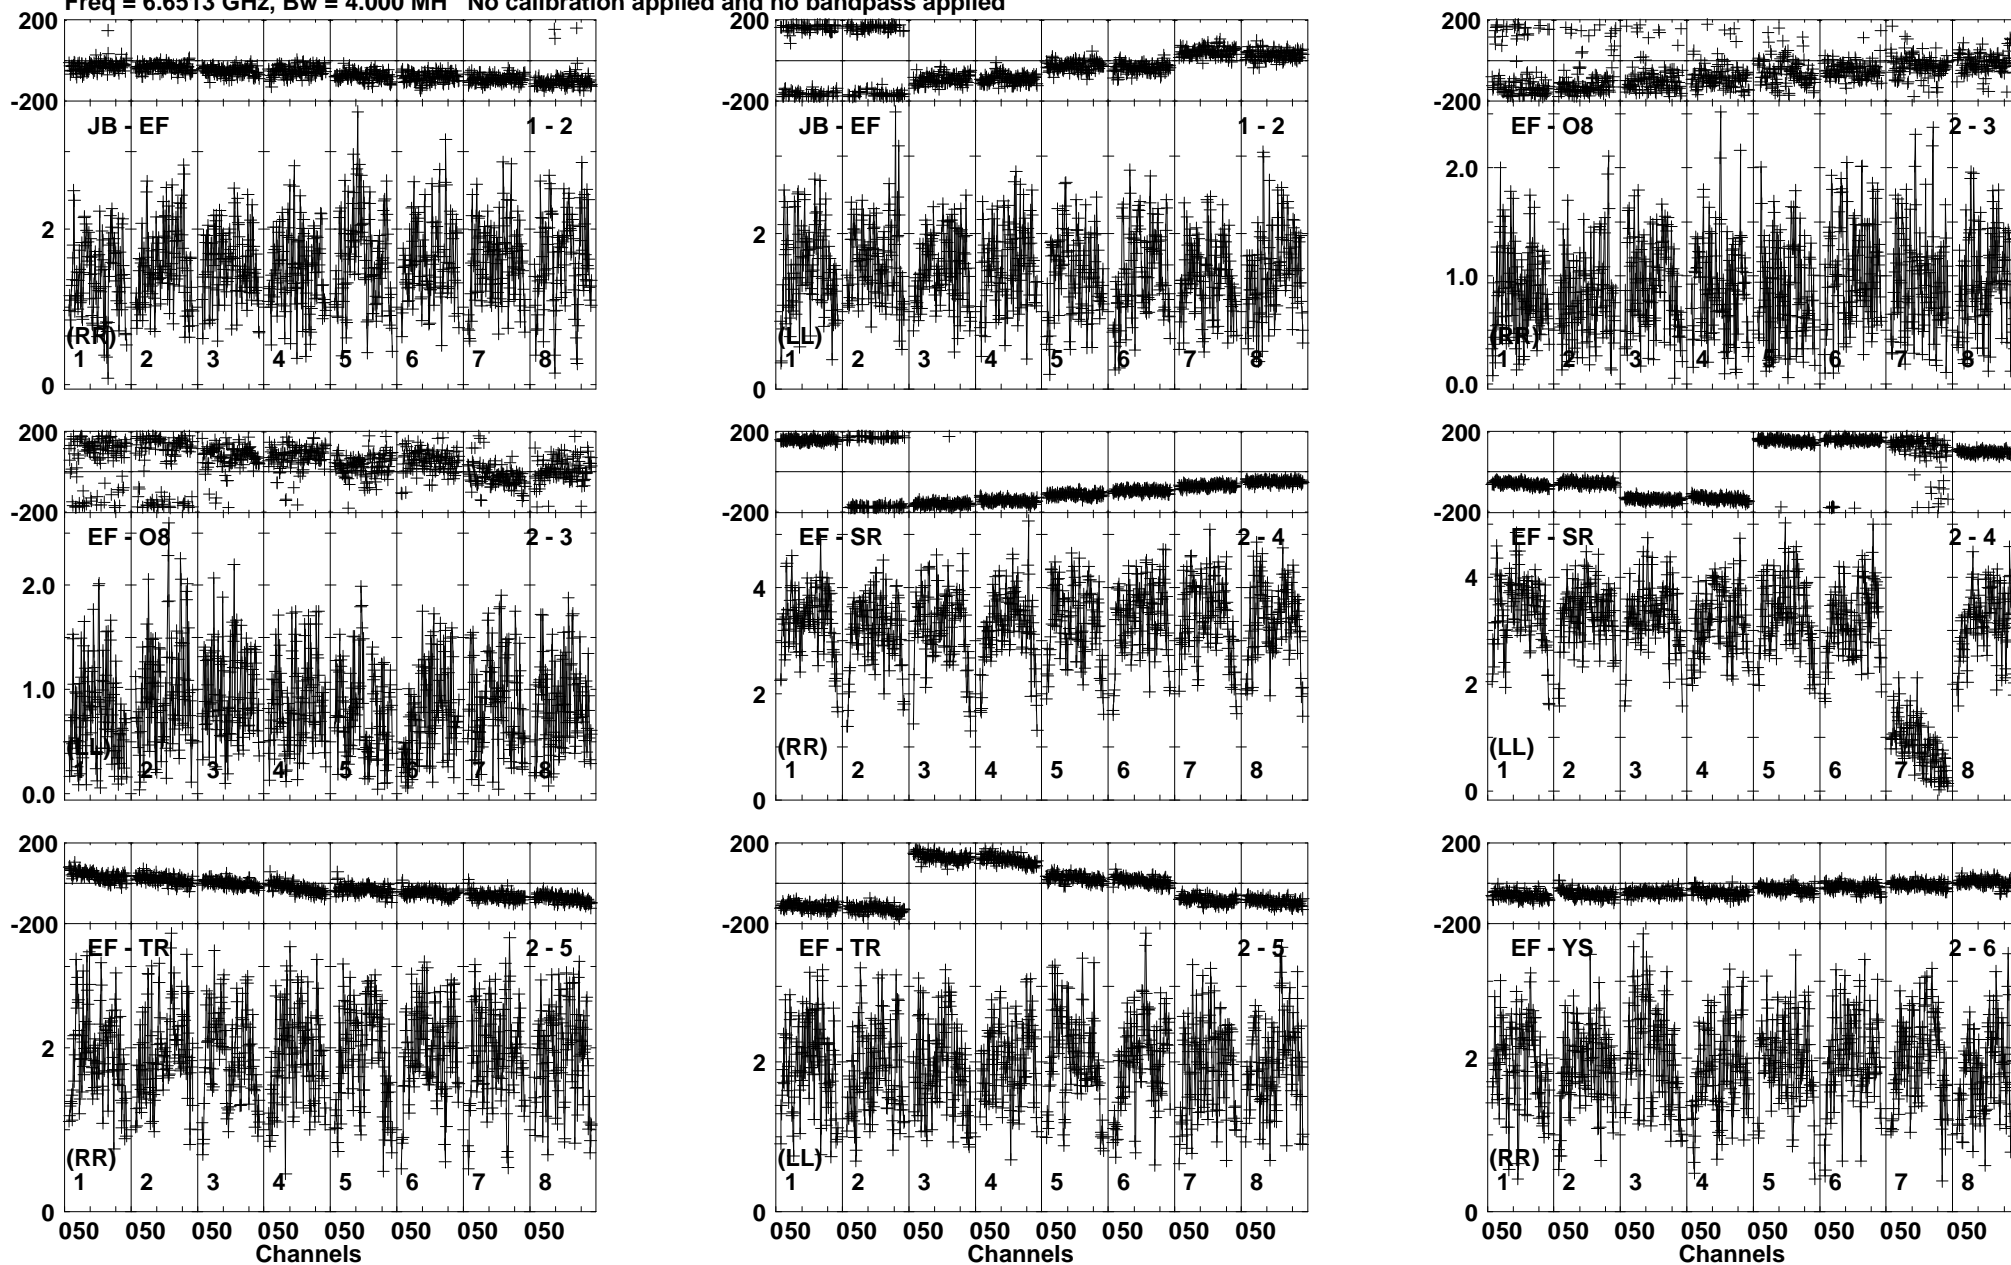 Freq = 6.6513 GHz, Bw = 4.000 MH No calibration applied and no bandpass applied
200
-200
JB - EF 1 - 2
2
(RR)
1 2 3 4 5 6 7 8
0
200
-200
JB - EF 1 - 2
2
(LL)
1 2 3 4 5 6 7 8
0
200
-200
EF - O8 2 - 3
2.0
1.0
(RR)
1 2 3 4 5 6 7 8
0.0
200
-200
EF - O8 2 - 3
2.0
1.0
(LL)
1 2 3 4 5 6 7 8
0.0
200
-200
EF - SR 2 - 4
4
2
(RR)
1 2 3 4 5 6 7 8
0
200
-200
EF - SR 2 - 4
4
2
(LL)
1 2 3 4 5 6 7 8
0
200
-200
EF - TR 2 - 5
2
(RR)
1 2 3 4 5 6 7 8
0
050 050 050 050 050 050 050 050
Channels
200
-200
EF - TR 2 - 5
2
(LL)
1 2 3 4 5 6 7 8
0
050 050 050 050 050 050 050 050
Channels
200
-200
EF - YS 2 - 6
2
(RR)
1 2 3 4 5 6 7 8
0
050 050 050 050 050 050 050 050
Channels